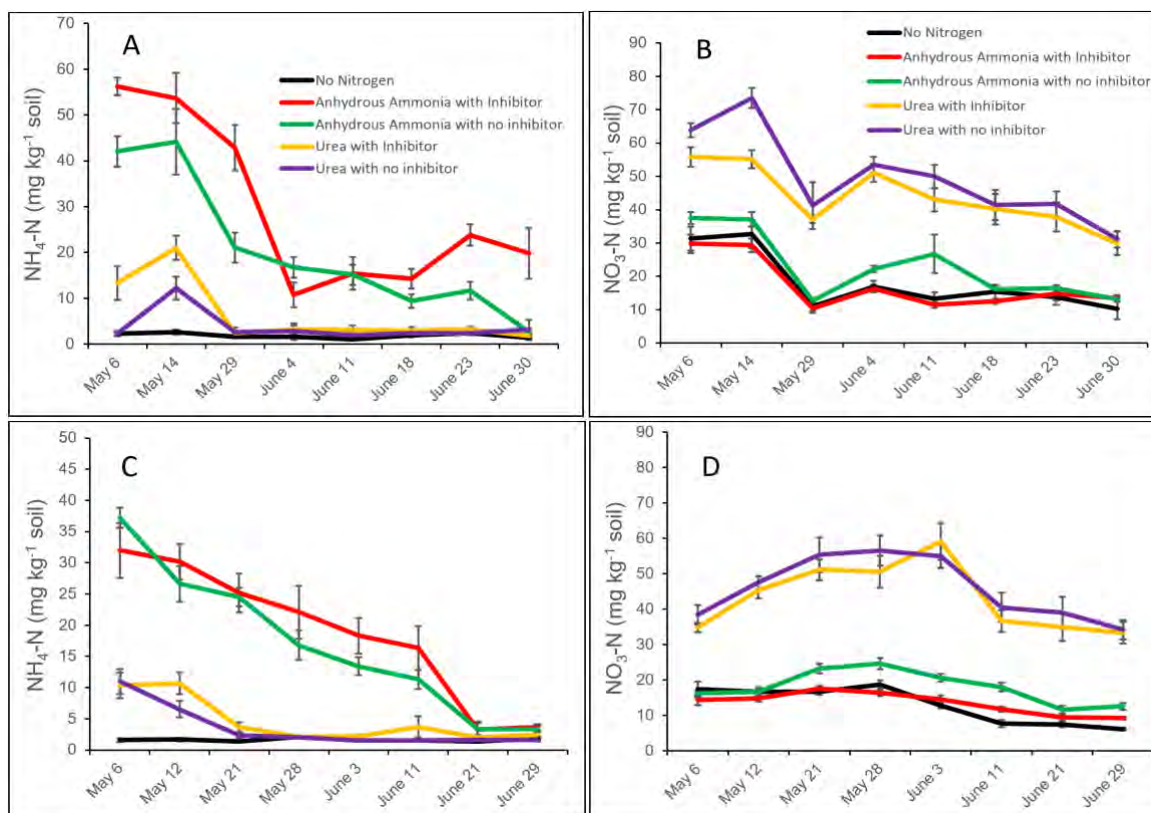 A
NH₄-N (mg kg⁻¹ soil)
70
60
50
40
30
20
10
0
No Nitrogen
Anhydrous Ammonia with Inhibitor
Anhydrous Ammonia with no inhibitor
Urea with Inhibitor
Urea with no inhibitor
May 6
May 14
May 29
June 4
June 11
June 18
June 23
June 30
B
NO₃-N (mg kg⁻¹ soil)
90
80
70
60
50
40
30
20
10
0
No Nitrogen
Anhydrous Ammonia with Inhibitor
Anhydrous Ammonia with no inhibitor
Urea with Inhibitor
Urea with no inhibitor
May 6
May 14
May 29
June 4
June 11
June 18
June 23
June 30
C
NH₄-N (mg kg⁻¹ soil)
50
45
40
35
30
25
20
15
10
5
0
May 6
May 12
May 21
May 28
June 3
June 11
June 21
June 29
D
NO₃-N (mg kg⁻¹ soil)
90
80
70
60
50
40
30
20
10
0
May 6
May 12
May 21
May 28
June 3
June 11
June 21
June 29